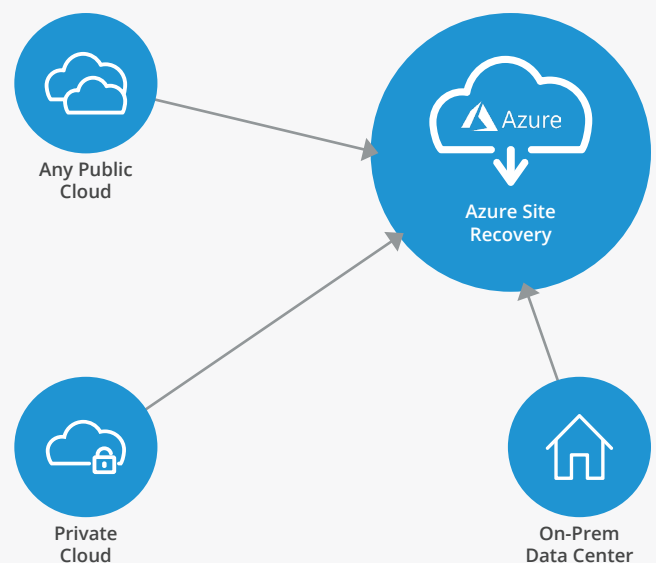 Azure
Azure Site
Recovery
Any Public
Cloud
Private
Cloud
On-Prem
Data Center